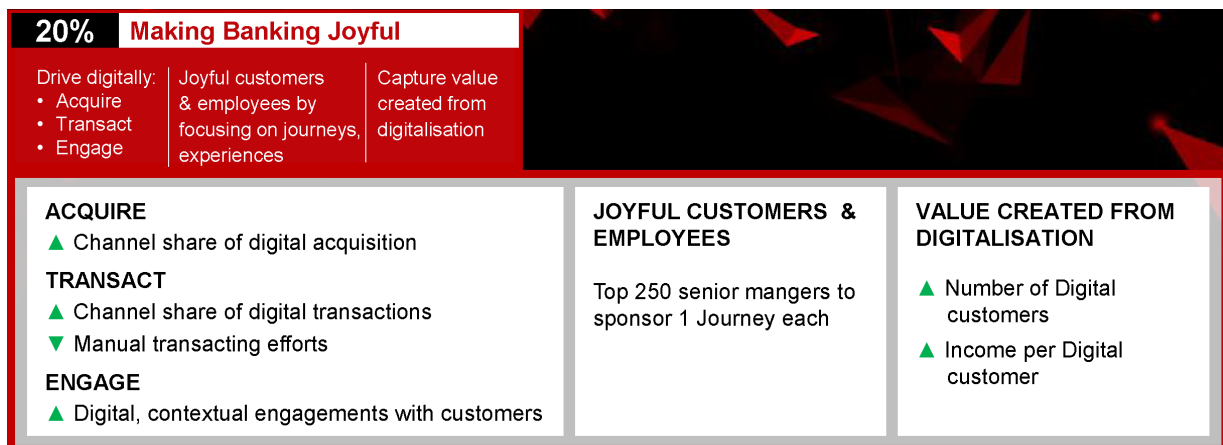 20% Making Banking Joyful
Drive digitally:
• Acquire
• Transact
• Engage
Joyful customers
& employees by
focusing on journeys,
experiences
Capture value
created from
digitalisation
ACQUIRE
▲ Channel share of digital acquisition
TRANSACT
▲ Channel share of digital transactions
▼ Manual transacting efforts
ENGAGE
▲ Digital, contextual engagements with customers
JOYFUL CUSTOMERS &
EMPLOYEES
Top 250 senior mangers to
sponsor 1 Journey each
VALUE CREATED FROM
DIGITALISATION
▲ Number of Digital
customers
▲ Income per Digital
customer